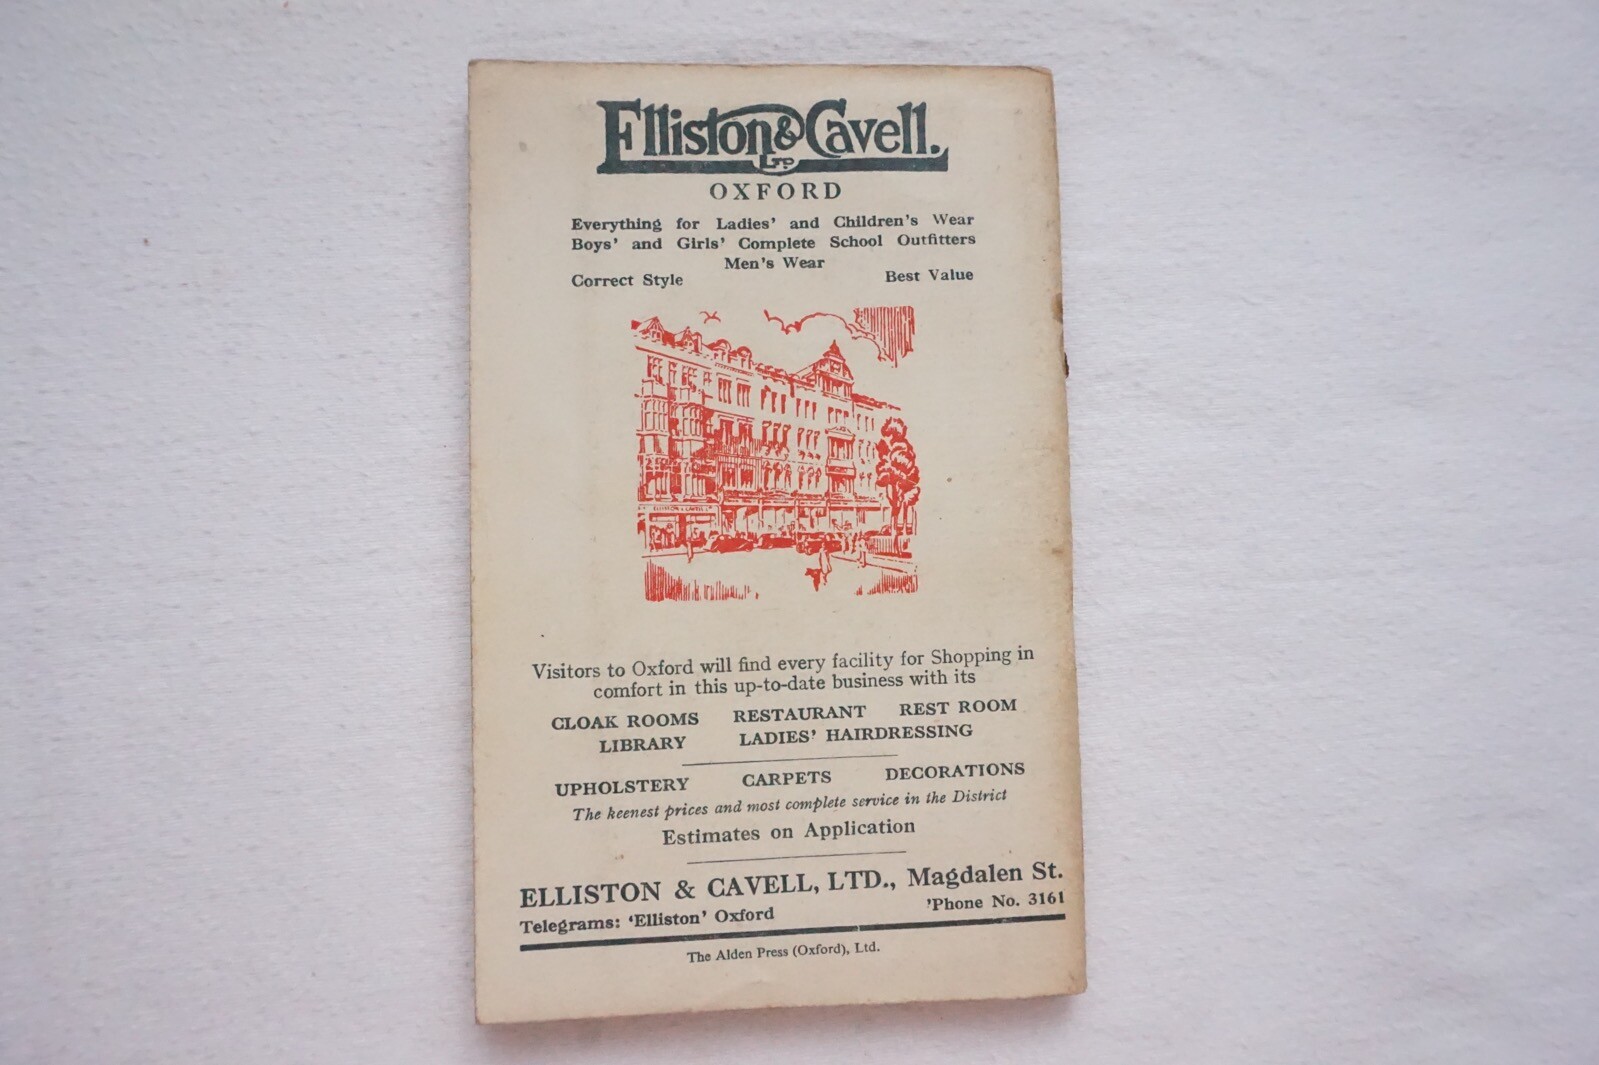 Elliston & Cavell.
LTD.
OXFORD
Everything for Ladies' and Children's Wear
Boys' and Girls' Complete School Outfitters
Men's Wear
Correct Style Best Value
ELLISTON & CAVELL
Visitors to Oxford will find every facility for Shopping in
comfort in this up-to-date business with its
CLOAK ROOMS RESTAURANT REST ROOM
LIBRARY LADIES' HAIRDRESSING
UPHOLSTERY CARPETS DECORATIONS
The keenest prices and most complete service in the District
Estimates on Application
ELLISTON & CAVELL, LTD., Magdalen St.
Telegrams: 'Elliston' Oxford 'Phone No. 3161
The Alden Press (Oxford), Ltd.